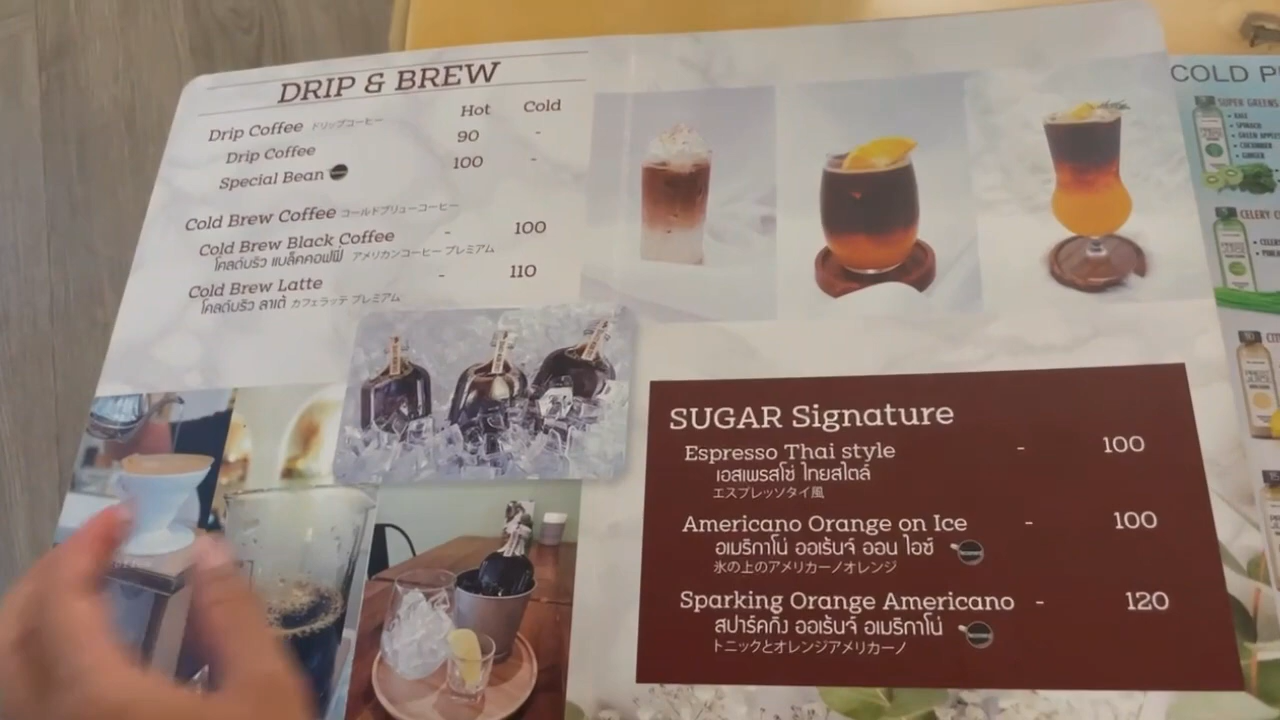 DRIP & BREW
Hot Cold
Drip Coffee ドリップコーヒー
Drip Coffee 90 -
Special Bean 100 -
Cold Brew Coffee コールドブリューコーヒー
Cold Brew Black Coffee - 100
โคลด์บริว แบล็คคอฟฟี่ アメリカンコーヒー プレミアム
Cold Brew Latte - 110
โคลด์บริว ลาเต้ カフェラッテ プレミアム
SUGAR Signature
Espresso Thai style - 100
เอสเพรสโซ่ ไทยสไตล์
エスプレッソタイ風
Americano Orange on Ice - 100
อเมริกาโน่ ออเร้นจ์ ออน ไอซ์
氷の上のアメリカーノオレンジ
Sparking Orange Americano - 120
สปาร์คกิ้ง ออเร้นจ์ อเมริกาโน่
トニックとオレンジアメリカーノ
COLD P
SUPER GREENS
• KALE
• SPINACH
• GREEN APPLE
• CUCUMBER
• GINGER
CELERY C